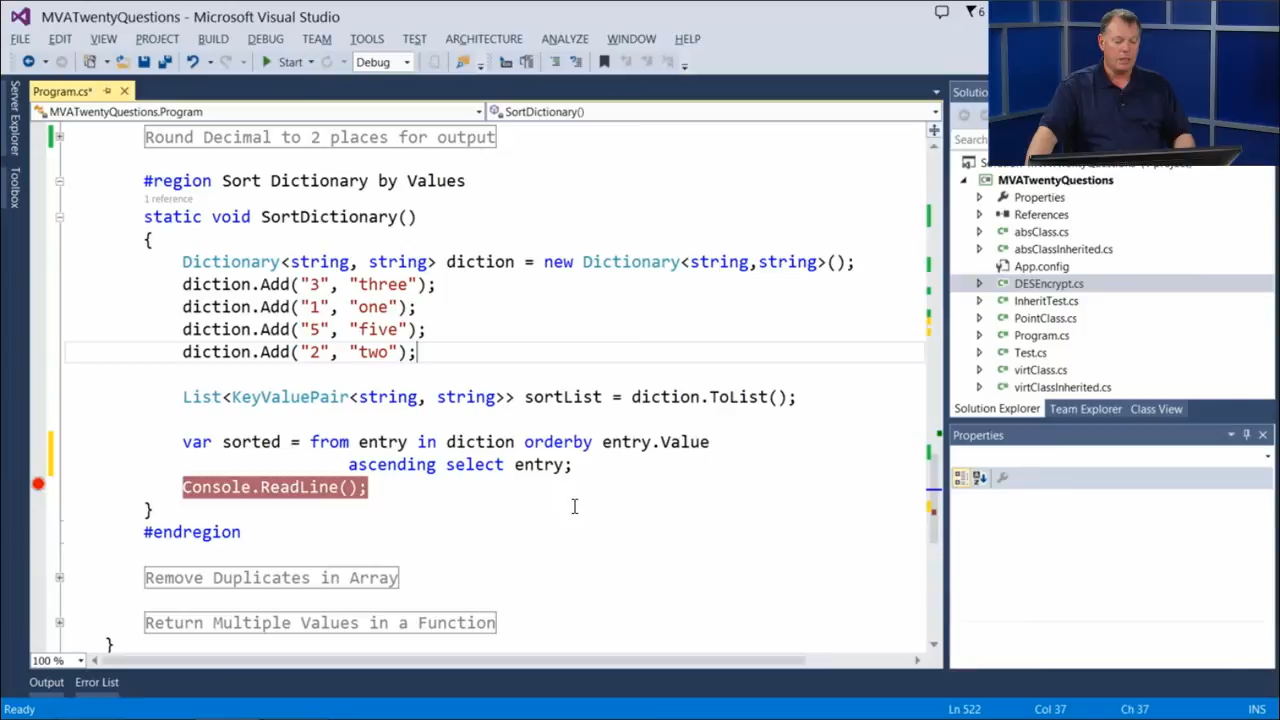 MVATwentyQuestions - Microsoft Visual Studio
6
FILE EDIT VIEW PROJECT BUILD DEBUG TEAM TOOLS TEST ARCHITECTURE ANALYZE WINDOW HELP
Start Debug
Server Explorer
Toolbox
Program.cs*
MVATwentyQuestions.Program
SortDictionary()
Round Decimal to 2 places for output
#region Sort Dictionary by Values
1 reference
static void SortDictionary()
{
Dictionary<string, string> diction = new Dictionary<string,string>();
diction.Add("3", "three");
diction.Add("1", "one");
diction.Add("5", "five");
diction.Add("2", "two");
List<KeyValuePair<string, string>> sortList = diction.ToList();
var sorted = from entry in diction orderby entry.Value
ascending select entry;
Console.ReadLine();
}
#endregion
Remove Duplicates in Array
Return Multiple Values in a Function
}
100 %
Solution
Search
MVATwentyQuestions
Properties
References
absClass.cs
absClassInherited.cs
App.config
DESEncrypt.cs
InheritTest.cs
PointClass.cs
Program.cs
Test.cs
virtClass.cs
virtClassInherited.cs
Solution Explorer Team Explorer Class View
Properties
Output Error List
Ready
Ln 522 Col 37 Ch 37 INS